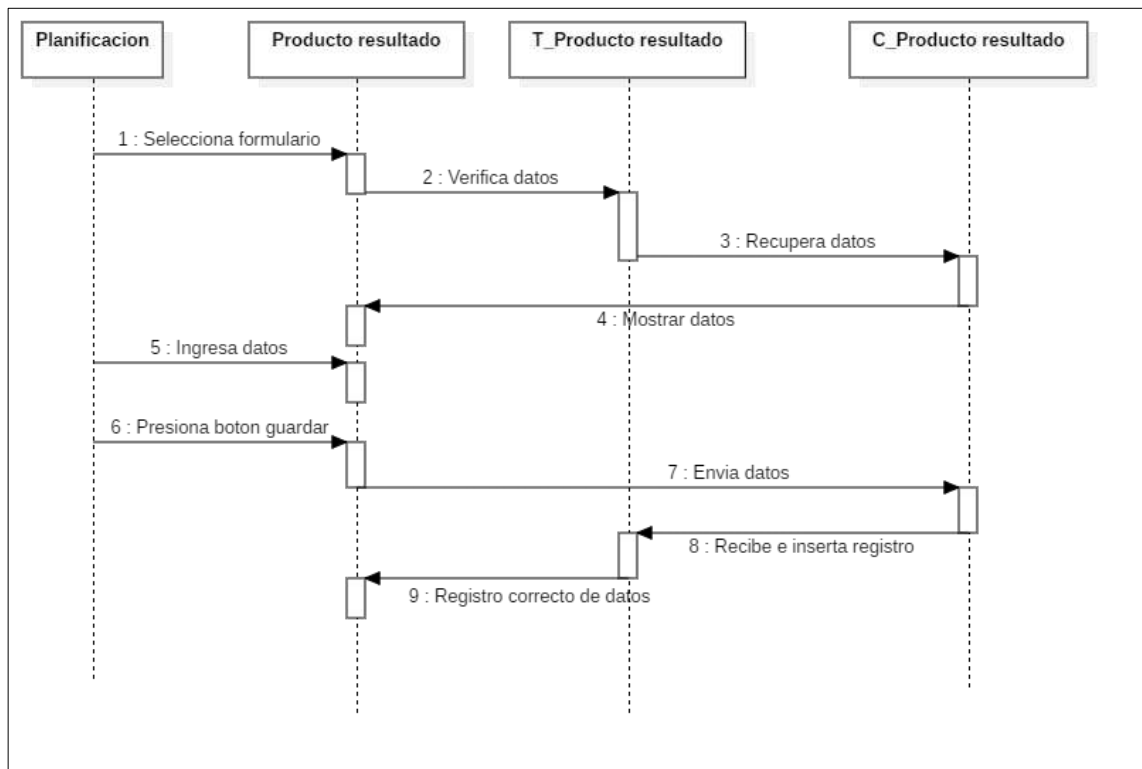 Planificacion
Producto resultado
T_Producto resultado
C_Producto resultado
1 : Selecciona formulario
2 : Verifica datos
3 : Recupera datos
4 : Mostrar datos
5 : Ingresa datos
6 : Presiona boton guardar
7 : Envia datos
8 : Recibe e inserta registro
9 : Registro correcto de datos